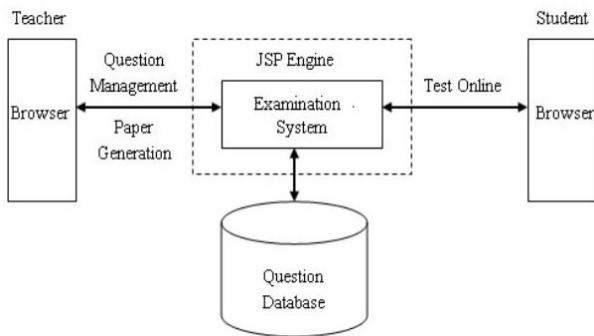 Teacher
Student
Browser
Question
Management
Paper
Generation
JSP Engine
Examination
System
Test Online
Browser
Question
Database